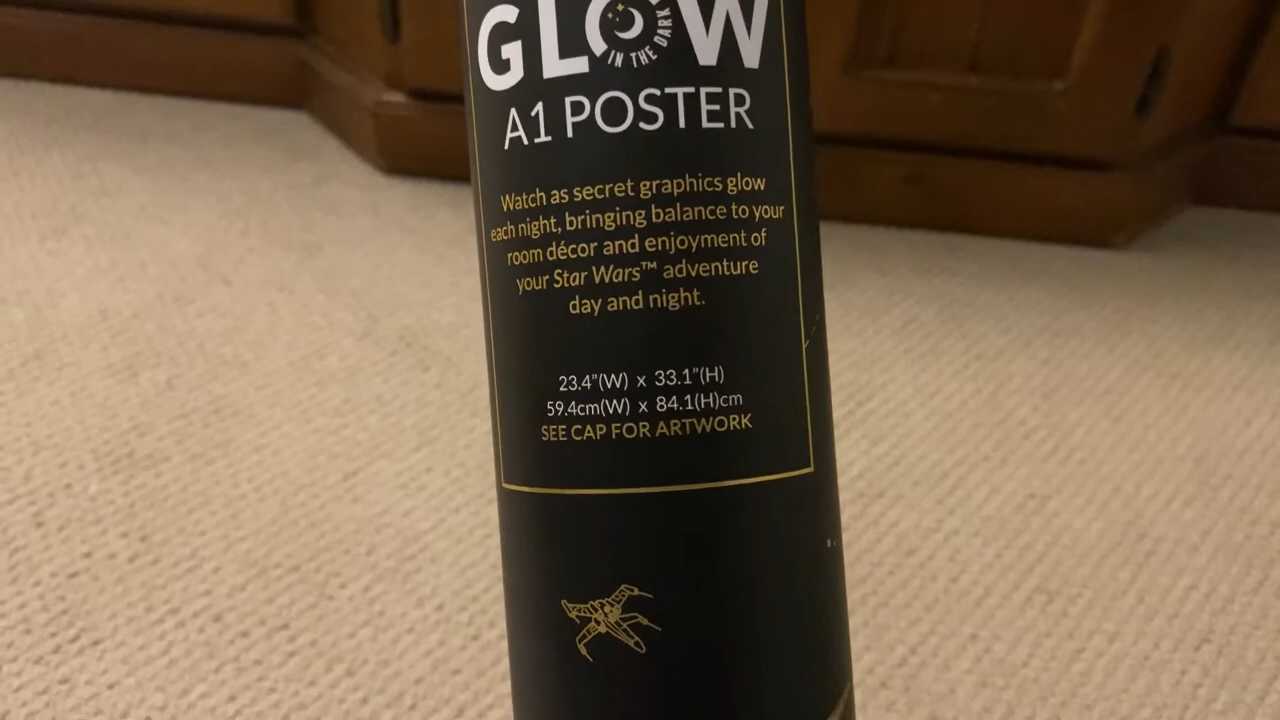 GLOW
IN THE DARK
A1 POSTER
Watch as secret graphics glow
each night, bringing balance to your
room décor and enjoyment of
your Star Wars™ adventure
day and night.
23.4”(W) x 33.1”(H)
59.4cm(W) x 84.1(H)cm
SEE CAP FOR ARTWORK